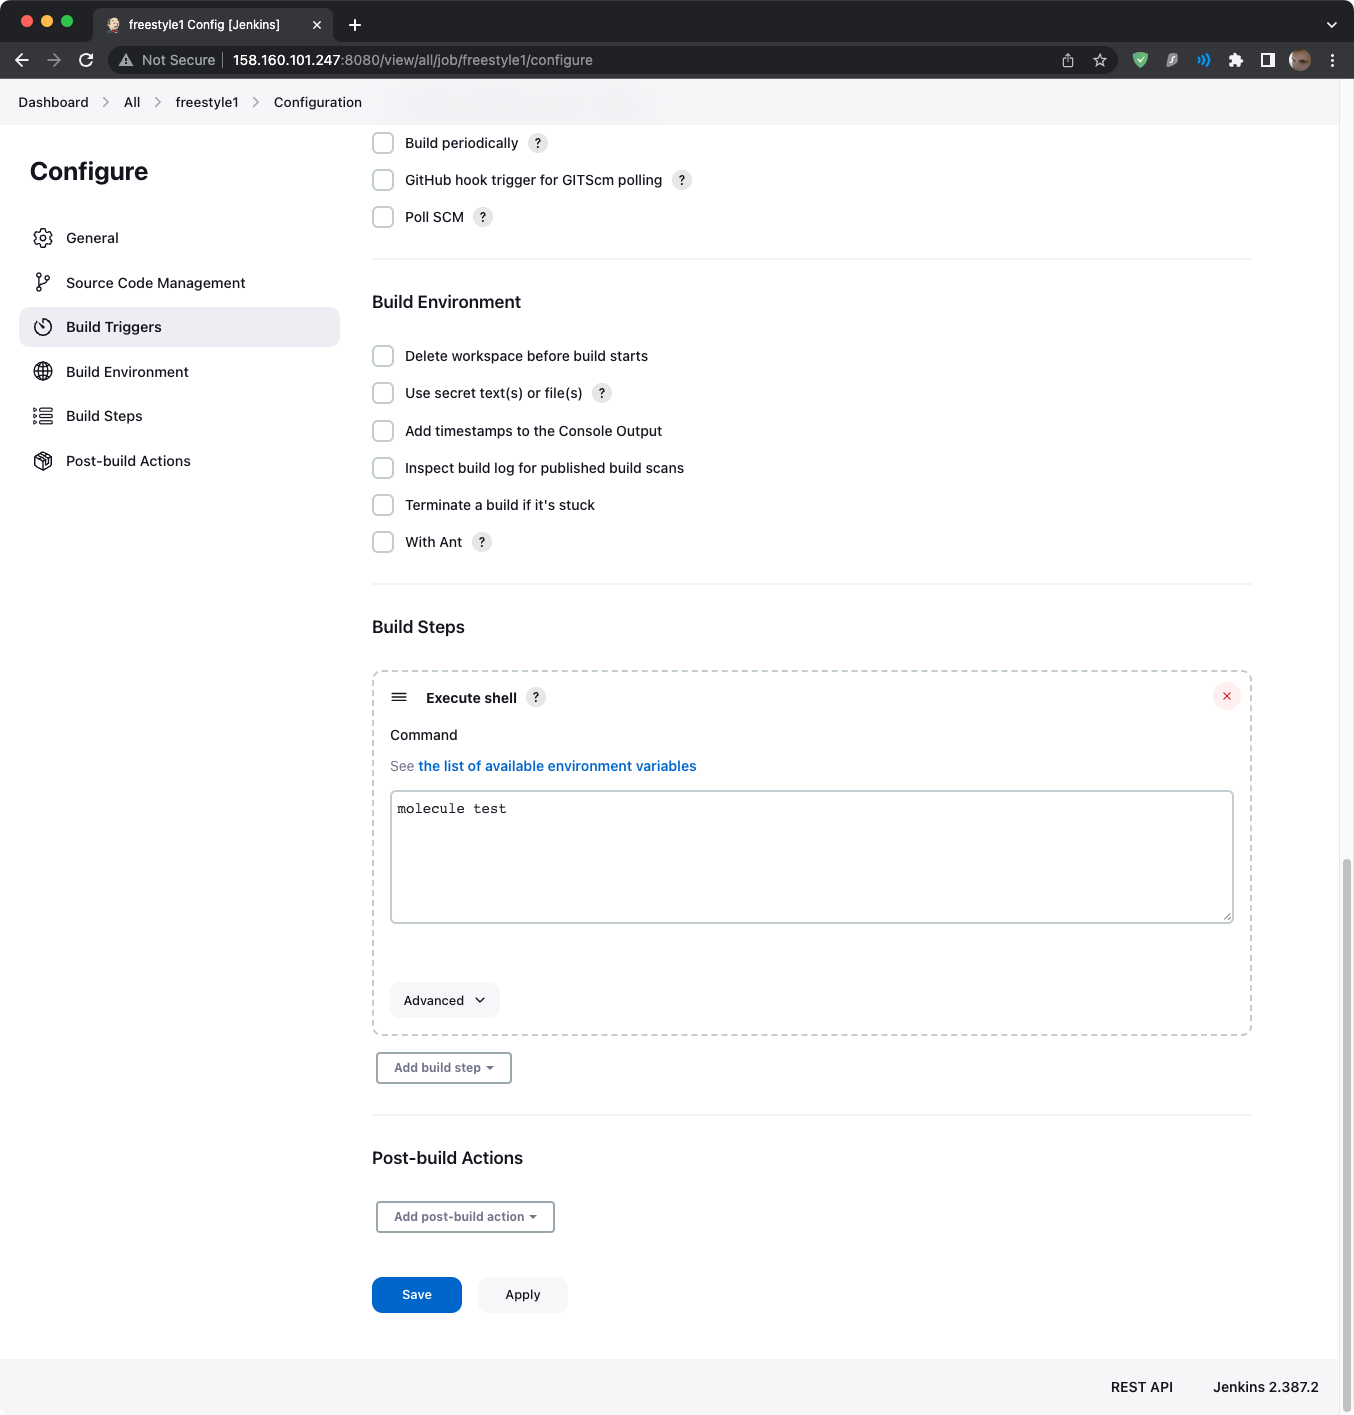 freestyle1 Config [Jenkins]
Not Secure 158.160.101.247:8080/view/all/job/freestyle1/configure
Dashboard All freestyle1 Configuration
Configure
General
Source Code Management
Build Triggers
Build Environment
Build Steps
Post-build Actions
Build periodically ?
GitHub hook trigger for GITScm polling ?
Poll SCM ?
Build Environment
Delete workspace before build starts
Use secret text(s) or file(s) ?
Add timestamps to the Console Output
Inspect build log for published build scans
Terminate a build if it's stuck
With Ant ?
Build Steps
Execute shell ?
Command
See the list of available environment variables
molecule test
Advanced
Add build step
Post-build Actions
Add post-build action
Save Apply
REST API Jenkins 2.387.2